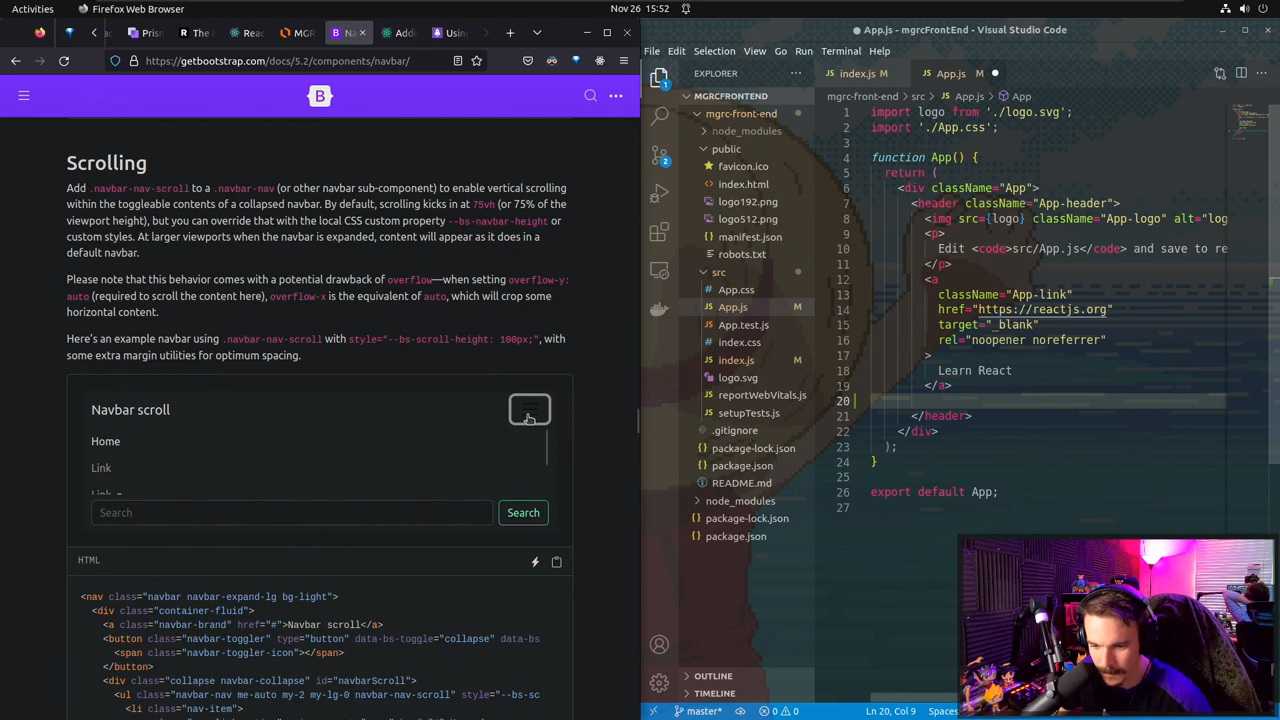 Activities
Firefox Web Browser
Nov 26 15:52
Prism
R The
Reac
MGR
Na
Addi
Using
https://getbootstrap.com/docs/5.2/components/navbar/
B
Scrolling
Add .navbar-nav-scroll to a .navbar-nav (or other navbar sub-component) to enable vertical scrolling
within the toggleable contents of a collapsed navbar. By default, scrolling kicks in at 75vh (or 75% of the
viewport height), but you can override that with the local CSS custom property --bs-navbar-height or
custom styles. At larger viewports when the navbar is expanded, content will appear as it does in a
default navbar.
Please note that this behavior comes with a potential drawback of overflow—when setting overflow-y:
auto (required to scroll the content here), overflow-x is the equivalent of auto, which will crop some
horizontal content.
Here's an example navbar using .navbar-nav-scroll with style="--bs-scroll-height: 100px;", with
some extra margin utilities for optimum spacing.
Navbar scroll
Home
Link
Link
Search
Search
HTML
<nav class="navbar navbar-expand-lg bg-light">
<div class="container-fluid">
<a class="navbar-brand" href="#">Navbar scroll</a>
<button class="navbar-toggler" type="button" data-bs-toggle="collapse" data-bs
<span class="navbar-toggler-icon"></span>
</button>
<div class="collapse navbar-collapse" id="navbarScroll">
<ul class="navbar-nav me-auto my-2 my-lg-0 navbar-nav-scroll" style="--bs-sc
<li class="nav-item">
App.js - mgrcFrontEnd - Visual Studio Code
File Edit Selection View Go Run Terminal Help
EXPLORER
MGRCFRONTEND
mgrc-front-end
node_modules
public
favicon.ico
index.html
logo192.png
logo512.png
manifest.json
robots.txt
src
App.css
App.js M
App.test.js
index.css
index.js M
logo.svg
reportWebVitals.js
setupTests.js
.gitignore
package-lock.json
package.json
README.md
node_modules
package-lock.json
package.json
OUTLINE
TIMELINE
1
2
index.js M
App.js M
mgrc-front-end > src > App.js > App
1 import logo from './logo.svg';
2 import './App.css';
3
4 function App() {
5 return (
6 <div className="App">
7 <header className="App-header">
8 <img src={logo} className="App-logo" alt="log
9 <p>
10 Edit <code>src/App.js</code> and save to re
11 </p>
12 <a
13 className="App-link"
14 href="https://reactjs.org"
15 target="_blank"
16 rel="noopener noreferrer"
17 >
18 Learn React
19 </a>
20
21 </header>
22 </div>
23 );
24 }
25
26 export default App;
27
master*
0 0
Ln 20, Col 9
Spaces